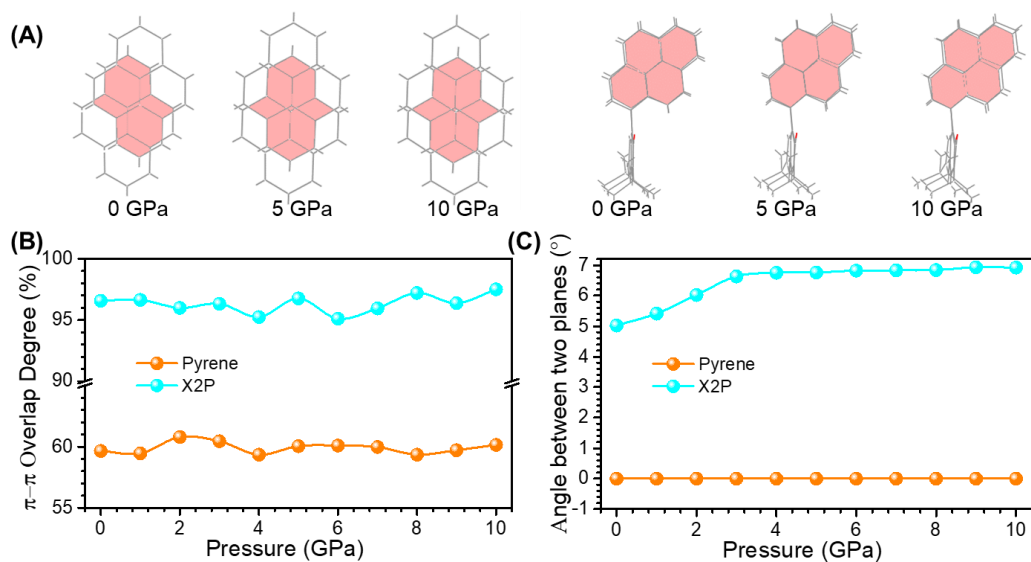 (A)
0 GPa 5 GPa 10 GPa 0 GPa 5 GPa 10 GPa
(B)
π–π Overlap Degree (%)
100
95
90
60
55
Pyrene
X2P
0 2 4 6 8 10
Pressure (GPa)
(C)
Angle between two planes (°)
7
6
5
4
3
2
1
0
-1
Pyrene
X2P
0 2 4 6 8 10
Pressure (GPa)